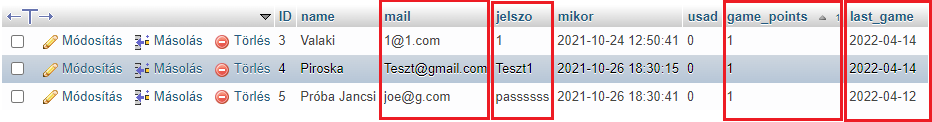 ID name mail jelszo mikor usad game_points 1 last_game
Módosítás Másolás Törlés 3 Valaki 1@1.com 1 2021-10-24 12:50:41 0 1 2022-04-14
Módosítás Másolás Törlés 4 Piroska Teszt@gmail.com Teszt1 2021-10-26 18:30:15 0 1 2022-04-14
Módosítás Másolás Törlés 5 Próba Jancsi joe@g.com passssss 2021-10-26 18:30:41 0 1 2022-04-12